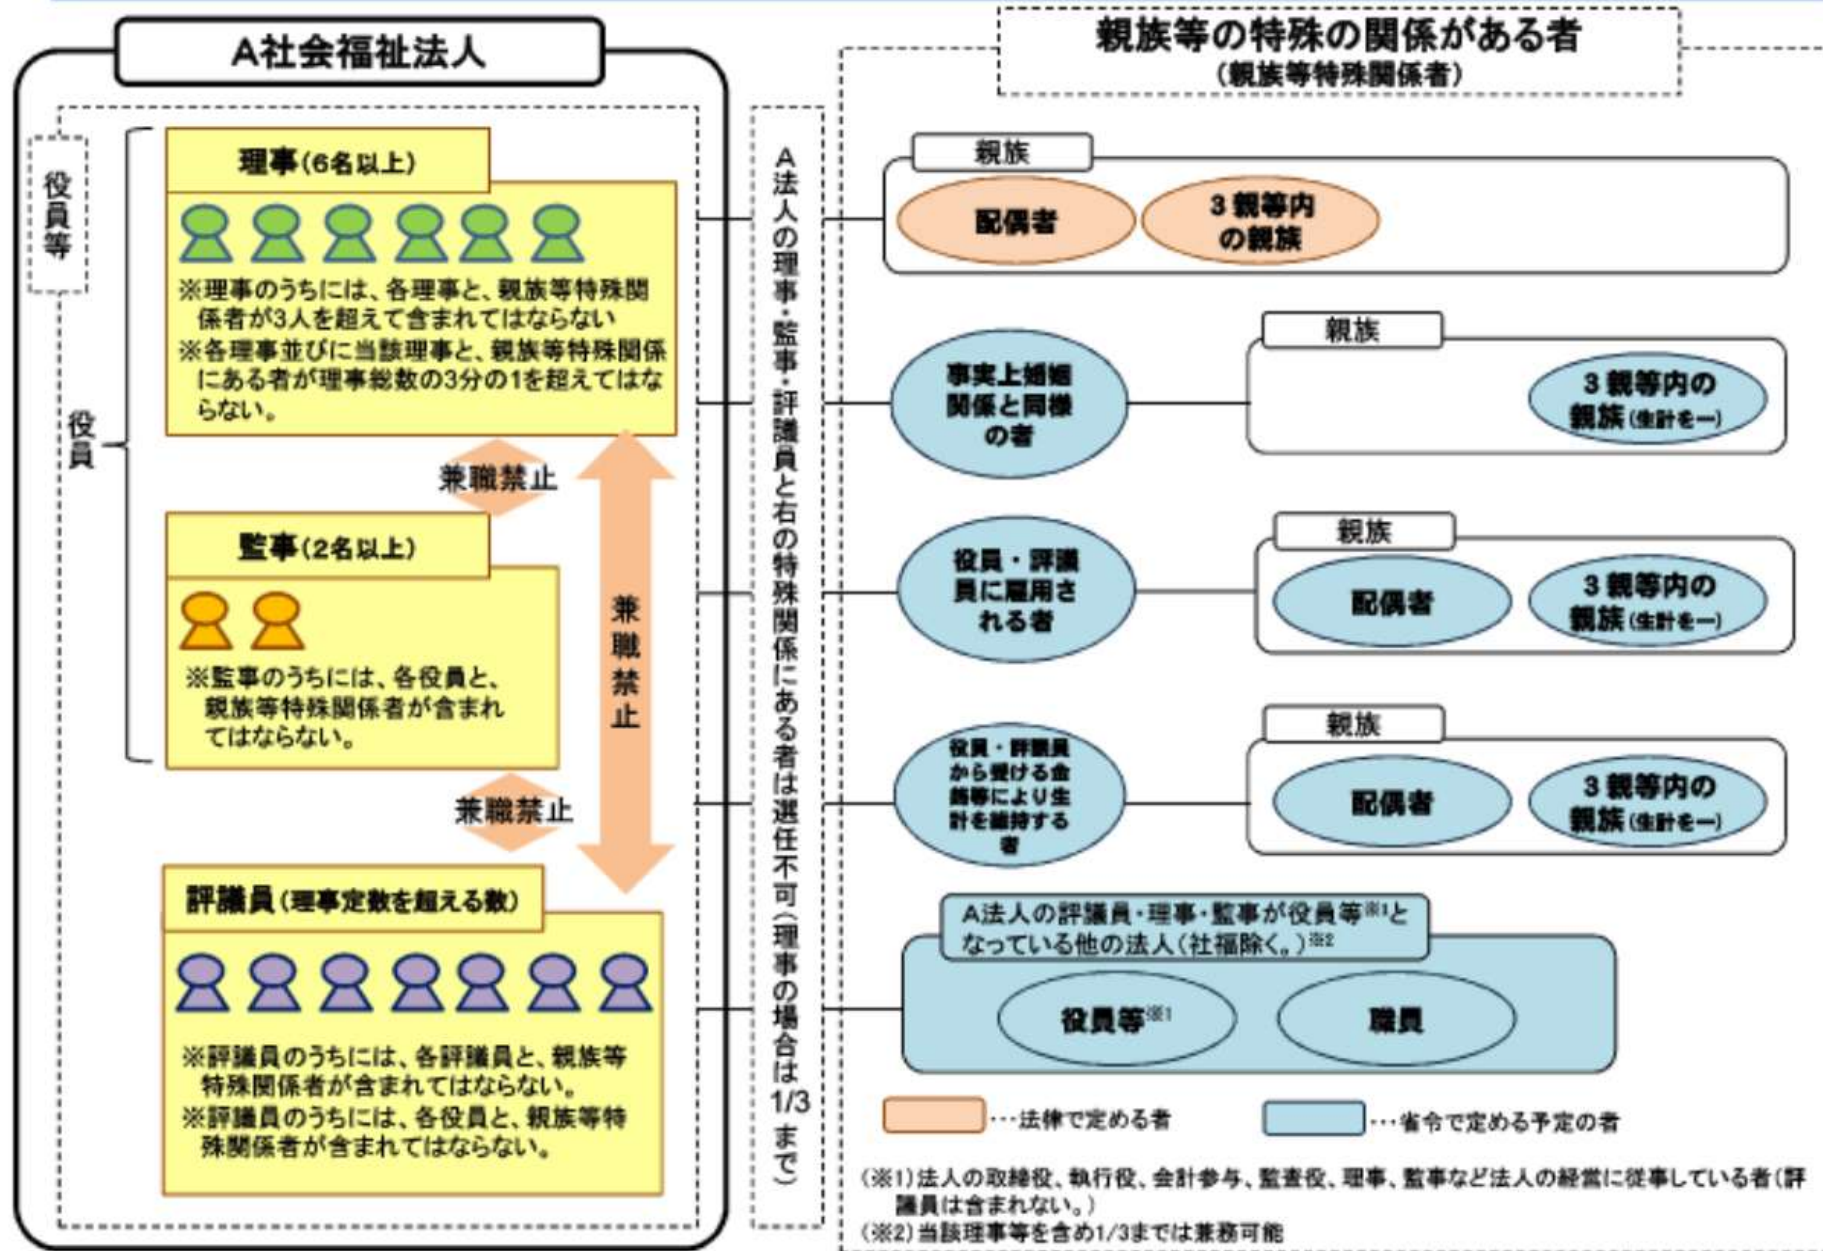 A社会福祉法人
役員等
役員
理事(6名以上)
※理事のうちには、各理事と、親族等特殊関
係者が3人を超えて含まれてはならない
※各理事並びに当該理事と、親族等特殊関係
にある者が理事総数の3分の1を超えてはな
らない。
兼職禁止
監事(2名以上)
※監事のうちには、各役員と、
親族等特殊関係者が含まれ
てはならない。
兼職禁止
兼職禁止
評議員(理事定数を超える数)
※評議員のうちには、各評議員と、親族等
特殊関係者が含まれてはならない。
※評議員のうちには、各役員と、親族等特
殊関係者が含まれてはならない。
A法人の理事・監事・評議員と右の特殊関係にある者は選任不可(理事の場合は1/3まで)
親族等の特殊の関係がある者
(親族等特殊関係者)
親族
配偶者
3親等内
の親族
事実上婚姻
関係と同様
の者
親族
3親等内の
親族(生計を一)
役員・評議
員に雇用さ
れる者
親族
配偶者
3親等内の
親族(生計を一)
役員・評議員
から受ける金
銭等により生
計を維持する
者
親族
配偶者
3親等内の
親族(生計を一)
A法人の評議員・理事・監事が役員等※1と
なっている他の法人(社福除く。)※2
役員等※1
職員
…法律で定める者
…省令で定める予定の者
(※1)法人の取締役、執行役、会計参与、監査役、理事、監事など法人の経営に従事している者(評
議員は含まれない。)
(※2)当該理事等を含め1/3までは兼務可能